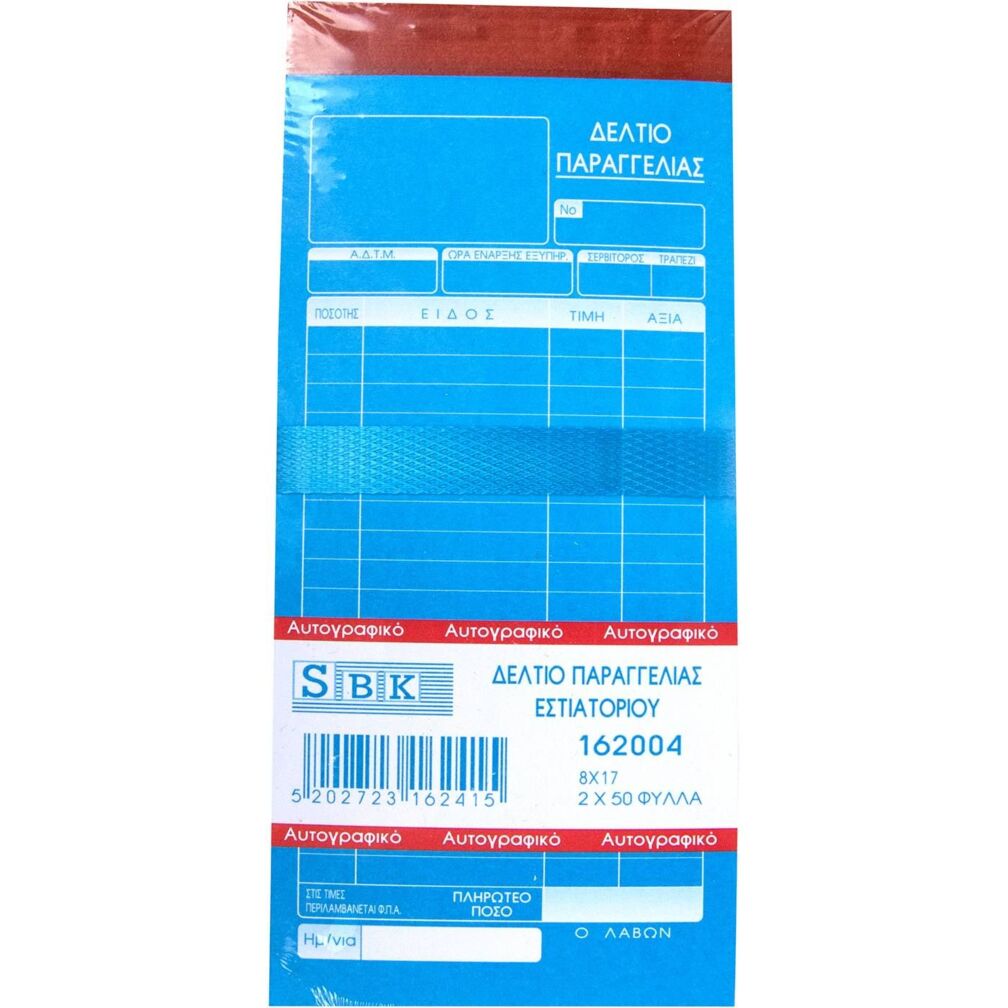 ΔΕΛΤΙΟ
ΠΑΡΑΓΓΕΛΙΑΣ
Νο
Α.Δ.Τ.Μ. ΩΡΑ ΕΝΑΡΞΗΣ ΕΞΥΠΗΡ. ΣΕΡΒΙΤΟΡΟΣ ΤΡΑΠΕΖΙ
ΠΟΣΟΤΗΣ ΕΙΔΟΣ ΤΙΜΗ ΑΞΙΑ
Αυτογραφικό Αυτογραφικό Αυτογραφικό
SBK
ΔΕΛΤΙΟ ΠΑΡΑΓΓΕΛΙΑΣ
ΕΣΤΙΑΤΟΡΙΟΥ
162004
8X17
2 X 50 ΦΥΛΛΑ
5 202723 162415
Αυτογραφικό Αυτογραφικό Αυτογραφικό
ΣΤΙΣ ΤΙΜΕΣ
ΠΕΡΙΛΑΜΒΑΝΕΤΑΙ Φ.Π.Α.
ΠΛΗΡΩΤΕΟ
ΠΟΣΟ
Ο ΛΑΒΩΝ
Ημ/νια